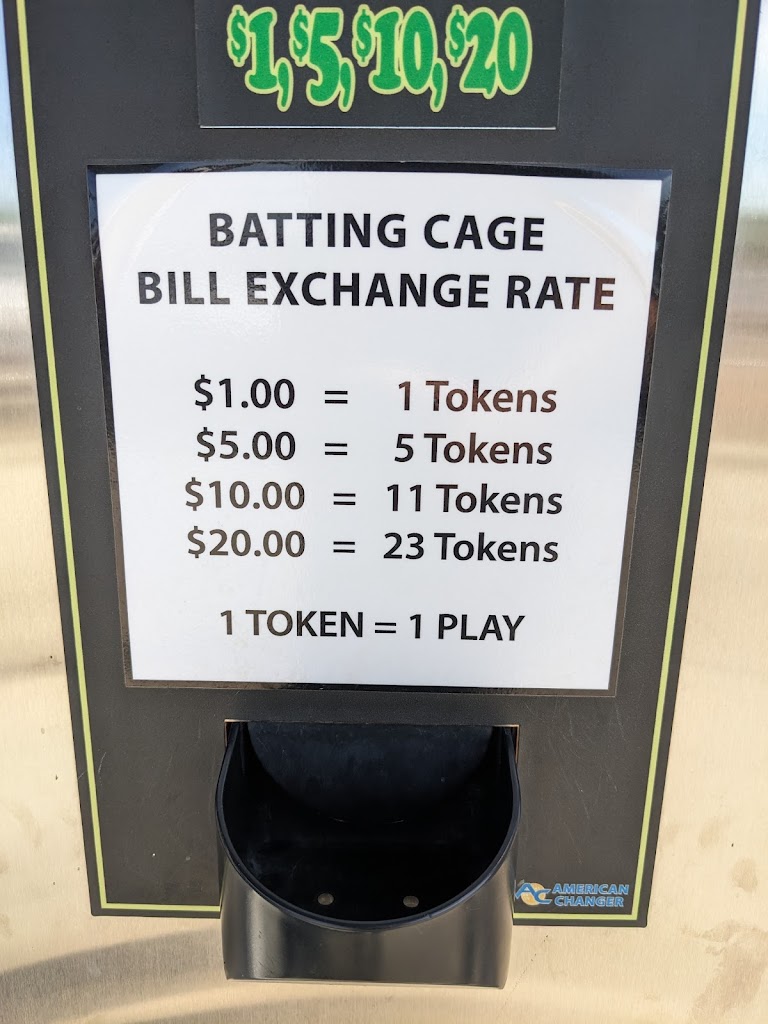 $1, $5, $10, $20
BATTING CAGE
BILL EXCHANGE RATE
$1.00 = 1 Tokens
$5.00 = 5 Tokens
$10.00 = 11 Tokens
$20.00 = 23 Tokens
1 TOKEN = 1 PLAY
AC AMERICAN
CHANGER